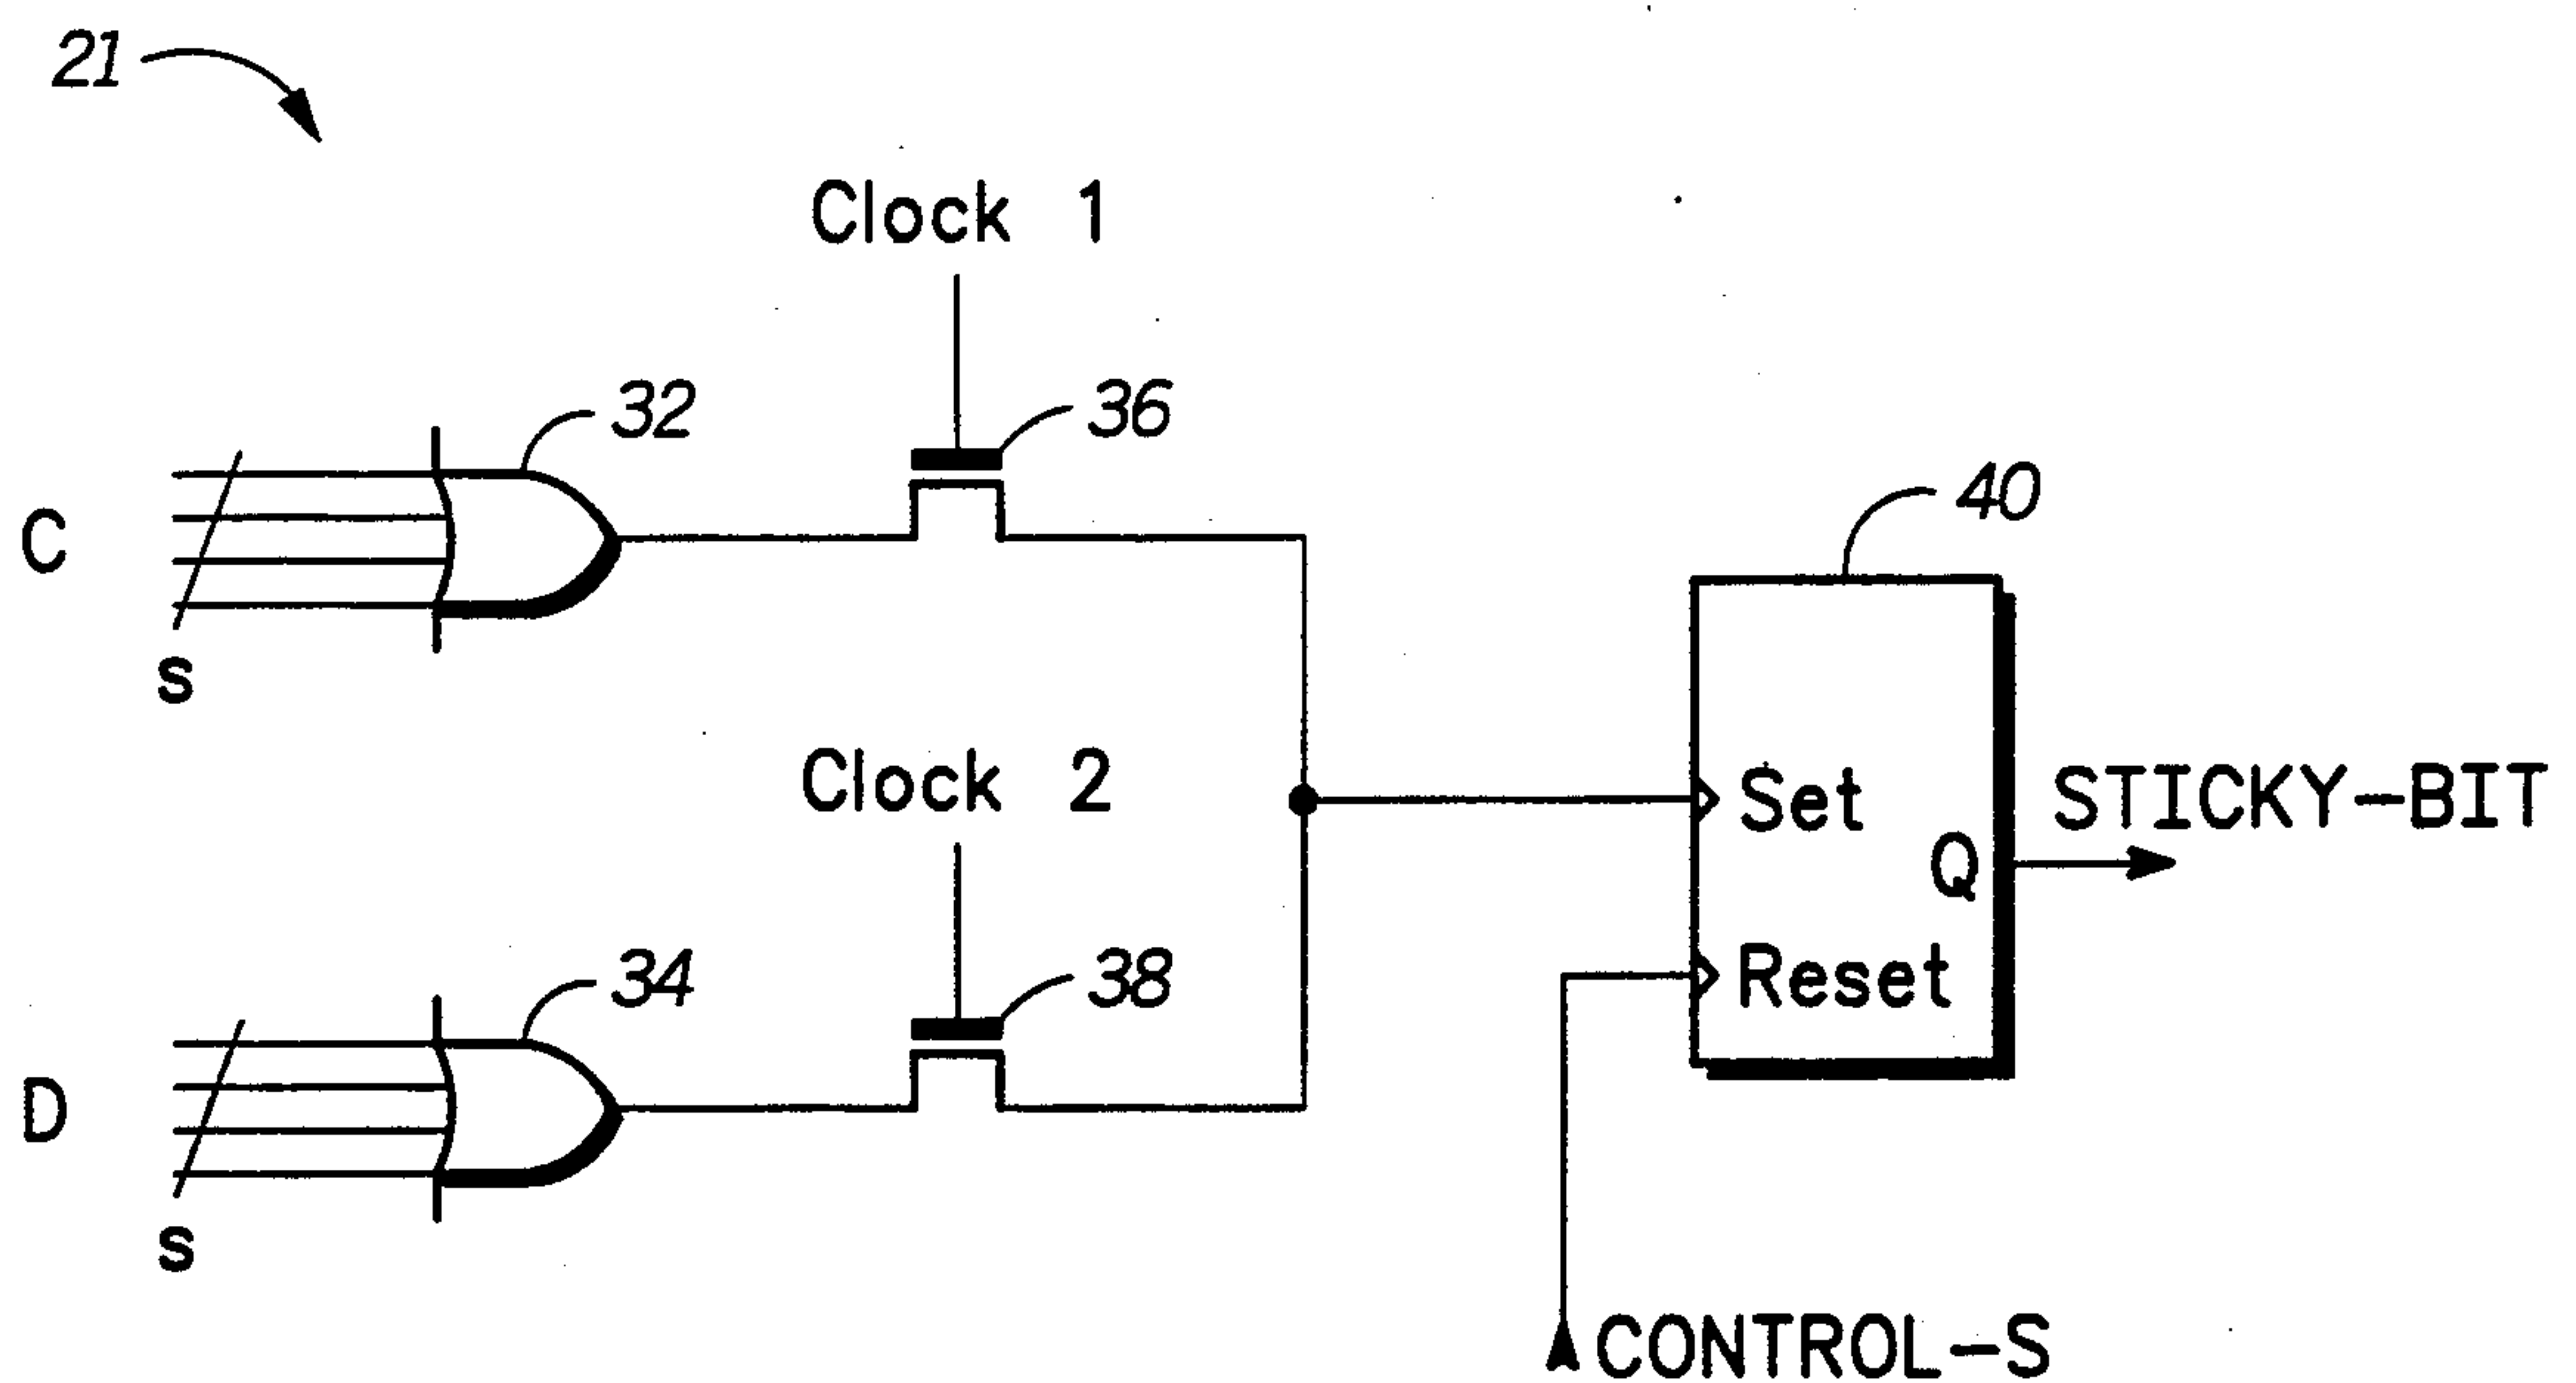 21
Clock 1
32
36
C
s
40
Clock 2
Set
STICKY-BIT
Q
34
38
Reset
D
s
CONTROL-S